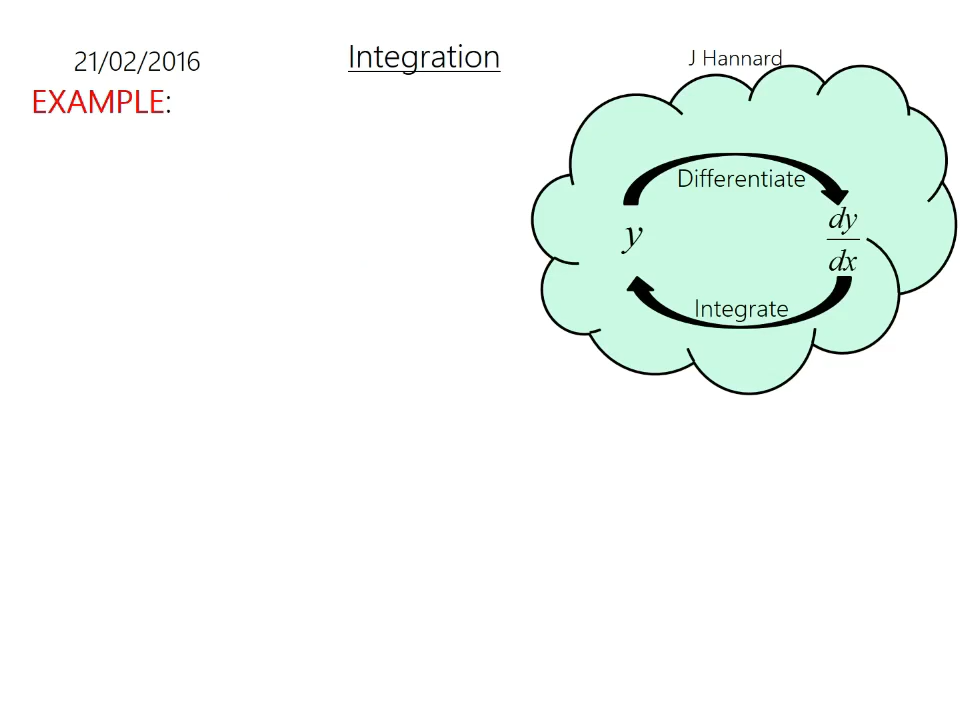 21/02/2016
Integration
J Hannard
EXAMPLE:
Differentiate
y
dy
dx
Integrate